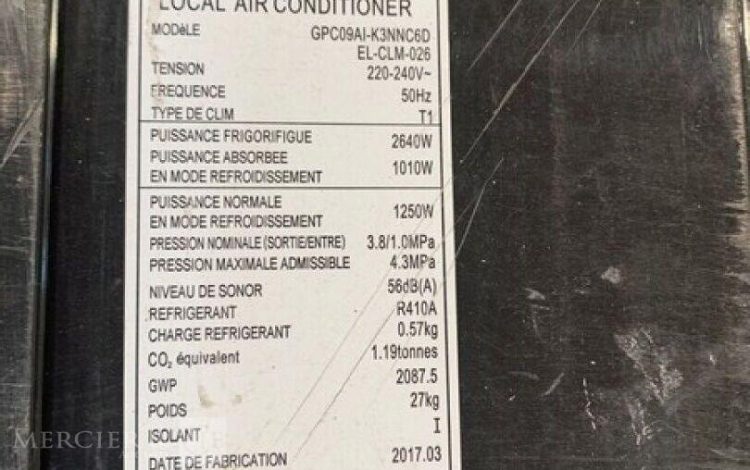 LOCAL AIR CONDITIONER
MODèLE GPC09AI-K3NNC6D
EL-CLM-026
TENSION 220-240V~
FREQUENCE 50Hz
TYPE DE CLIM T1
PUISSANCE FRIGORIFIGUE 2640W
PUISSANCE ABSORBEE
EN MODE REFROIDISSEMENT 1010W
PUISSANCE NORMALE
EN MODE REFROIDISSEMENT 1250W
PRESSION NOMINALE (SORTIE/ENTRE) 3.8/1.0MPa
PRESSION MAXIMALE ADMISSIBLE 4.3MPa
NIVEAU DE SONOR 56dB(A)
REFRIGERANT R410A
CHARGE REFRIGERANT 0.57kg
CO₂ équivalent 1.19tonnes
GWP 2087.5
POIDS 27kg
ISOLANT I
DATE DE FABRICATION 2017.03